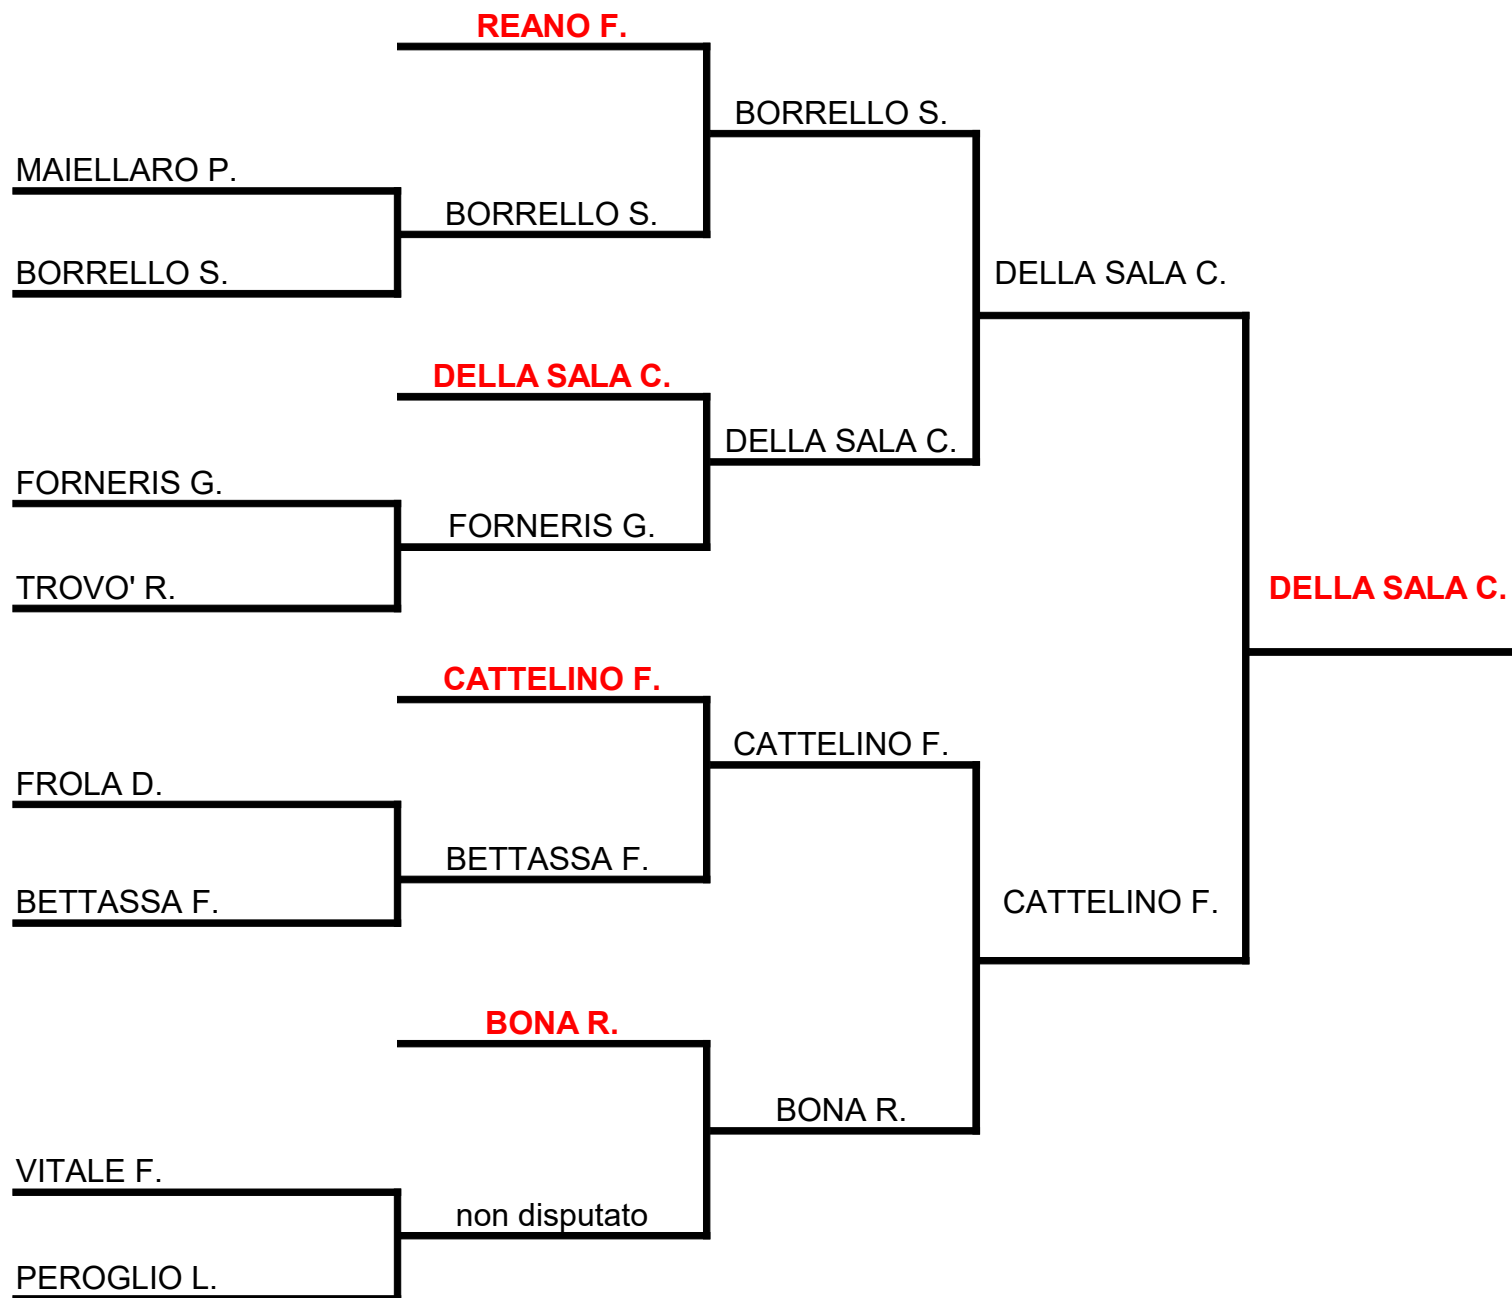 REANO F.
BORRELLO S.
MAIELLARO P.
BORRELLO S.
BORRELLO S.
DELLA SALA C.
DELLA SALA C.
DELLA SALA C.
FORNERIS G.
FORNERIS G.
TROVO' R.
DELLA SALA C.
CATTELINO F.
CATTELINO F.
FROLA D.
BETTASSA F.
BETTASSA F.
CATTELINO F.
BONA R.
BONA R.
VITALE F.
non disputato
PEROGLIO L.